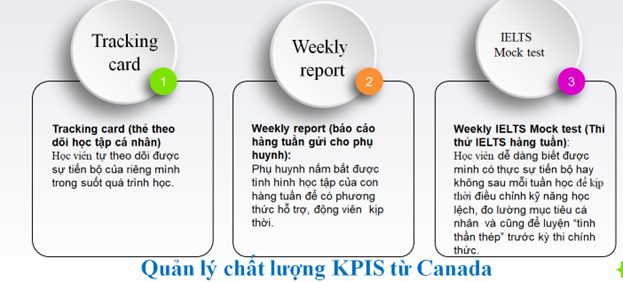 Tracking
card
1
Tracking card (thẻ theo
dõi học tập cá nhân)
Học viên tự theo dõi được
sự tiến bộ của riêng mình
trong suốt quá trình học.
Weekly
report
2
Weekly report (báo cáo
hàng tuần gửi cho phụ
huynh):
Phụ huynh nắm bắt được
tình hình học tập của con
hàng tuần để có phương
thức hỗ trợ, động viên kịp
thời.
IELTS
Mock test
3
Weekly IELTS Mock test (Thi
thử IELTS hàng tuần):
Học viên dễ dàng biết được
mình có thực sự tiến bộ hay
không sau mỗi tuần học để kịp
thời điều chỉnh kỹ năng học
lệch, đo lường mục tiêu cá
nhân và cũng để luyện “tinh
thần thép” trước kỳ thi chính
thức.
Quản lý chất lượng KPIS từ Canada